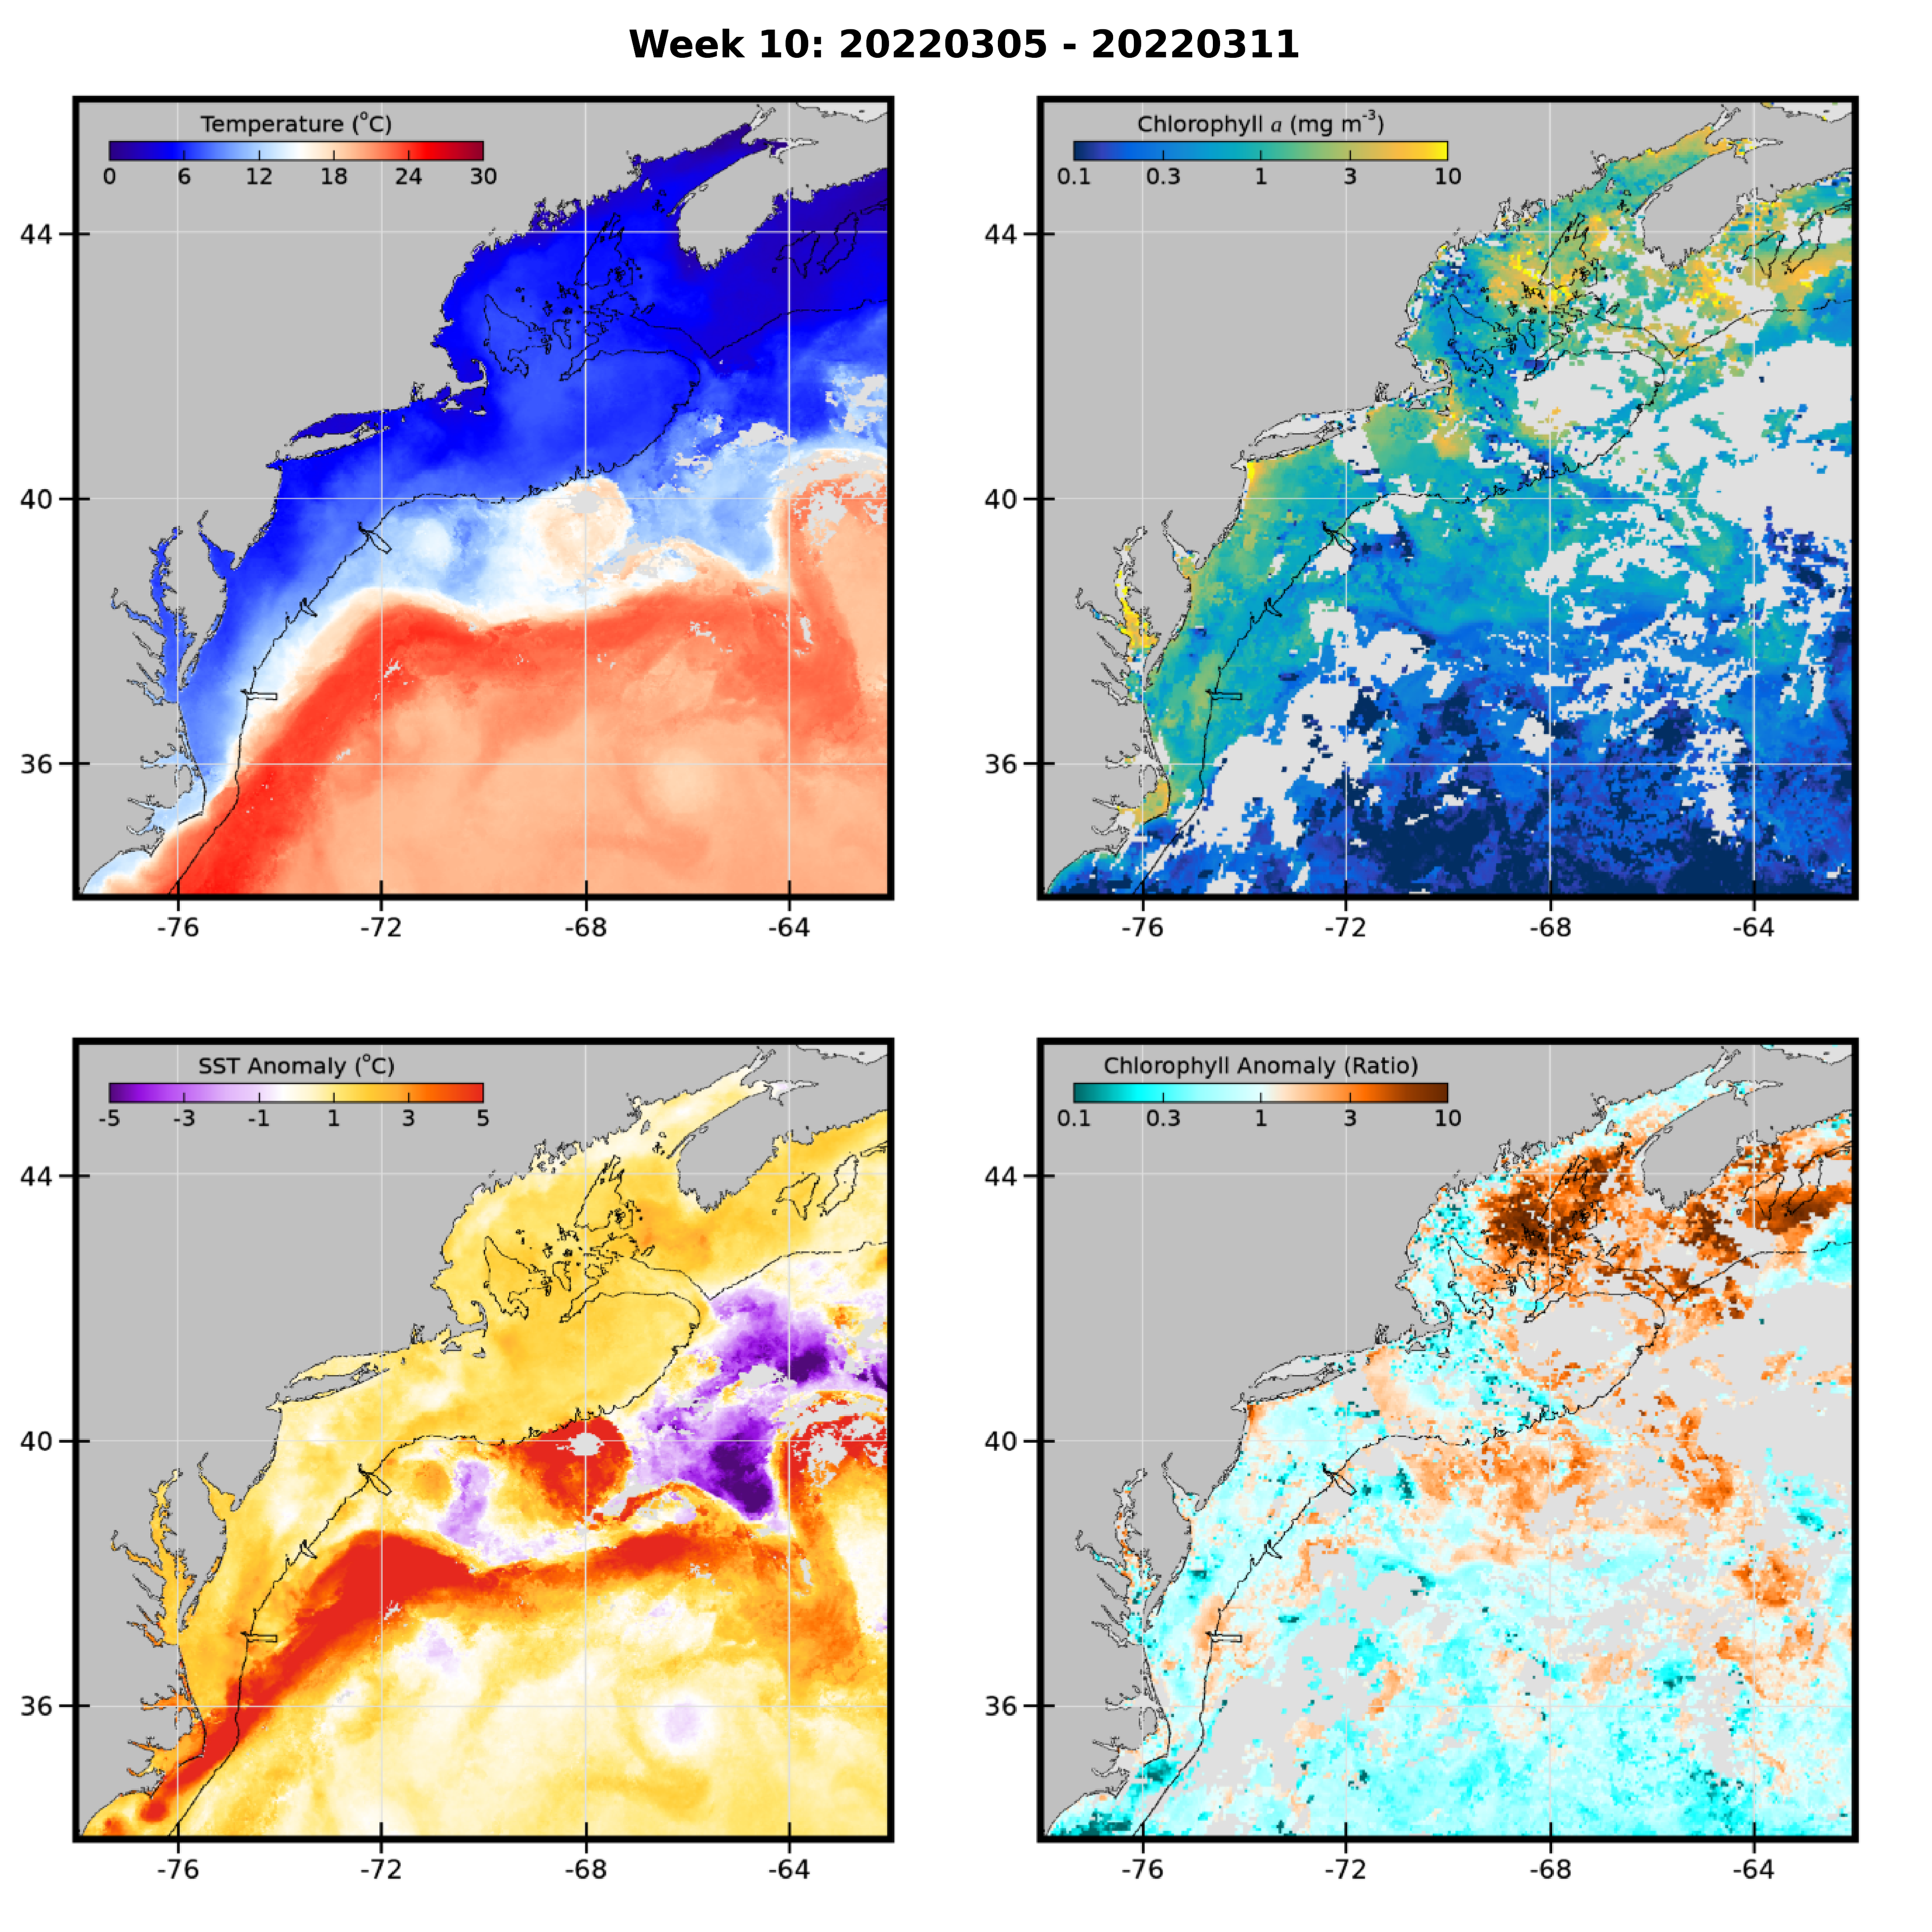 Week 10: 20220305 - 20220311
Temperature (°C)
0 6 12 18 24 30
44
40
36
-76 -72 -68 -64
Chlorophyll a (mg m⁻³)
0.1 0.3 1 3 10
44
40
36
-76 -72 -68 -64
SST Anomaly (°C)
-5 -3 -1 1 3 5
44
40
36
-76 -72 -68 -64
Chlorophyll Anomaly (Ratio)
0.1 0.3 1 3 10
44
40
36
-76 -72 -68 -64